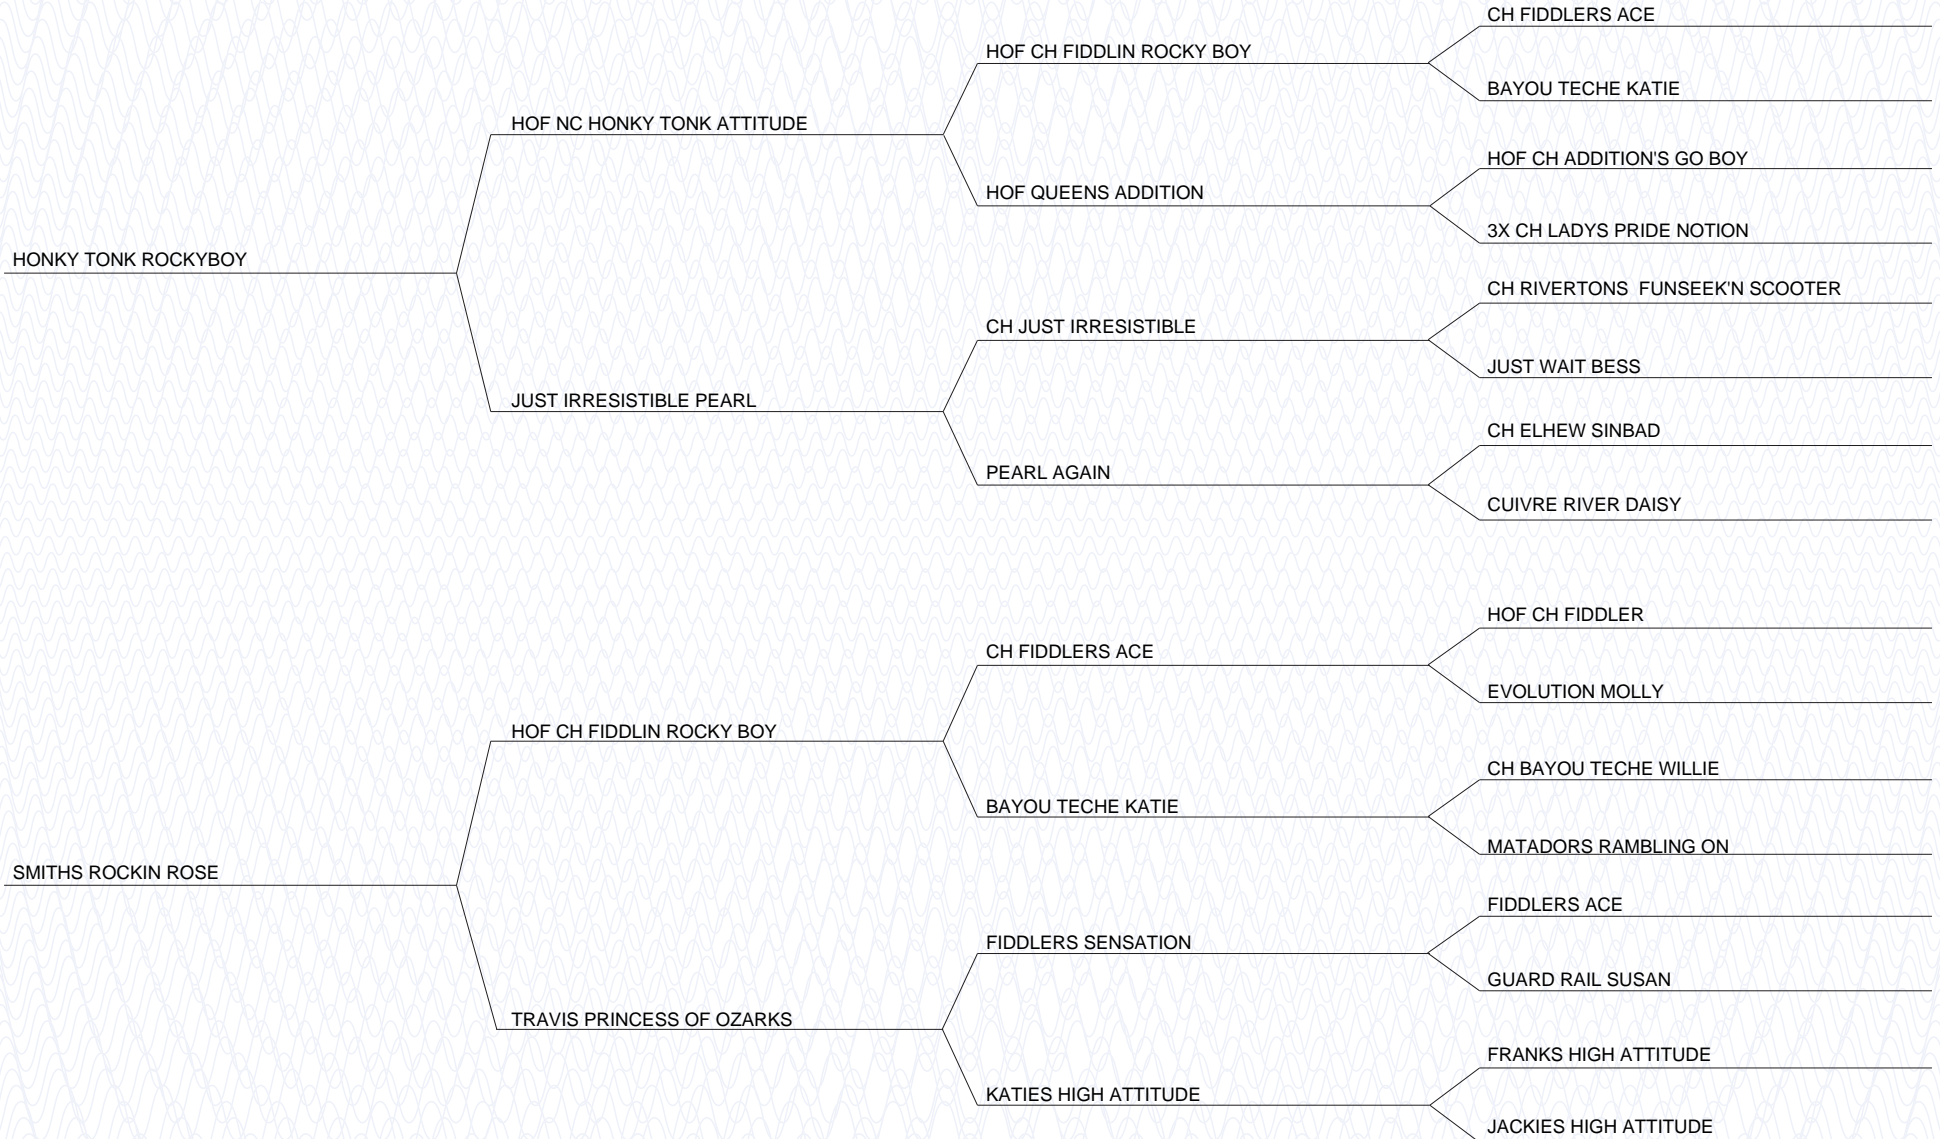 CH FIDDLERS ACE
HOF CH FIDDLIN ROCKY BOY
BAYOU TECHE KATIE
HOF NC HONKY TONK ATTITUDE
HOF CH ADDITION'S GO BOY
HOF QUEENS ADDITION
3X CH LADYS PRIDE NOTION
HONKY TONK ROCKYBOY
CH RIVERTONS  FUNSEEK'N SCOOTER
CH JUST IRRESISTIBLE
JUST WAIT BESS
JUST IRRESISTIBLE PEARL
CH ELHEW SINBAD
PEARL AGAIN
CUIVRE RIVER DAISY
HOF CH FIDDLER
CH FIDDLERS ACE
EVOLUTION MOLLY
HOF CH FIDDLIN ROCKY BOY
CH BAYOU TECHE WILLIE
BAYOU TECHE KATIE
MATADORS RAMBLING ON
SMITHS ROCKIN ROSE
FIDDLERS ACE
FIDDLERS SENSATION
GUARD RAIL SUSAN
TRAVIS PRINCESS OF OZARKS
FRANKS HIGH ATTITUDE
KATIES HIGH ATTITUDE
JACKIES HIGH ATTITUDE